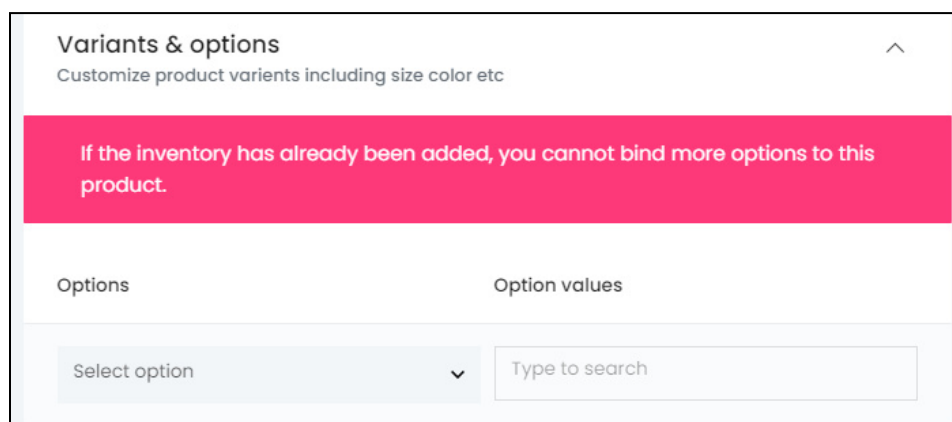 Variants & options
Customize product varients including size color etc
If the inventory has already been added, you cannot bind more options to this
product.
Options
Option values
Select option
Type to search